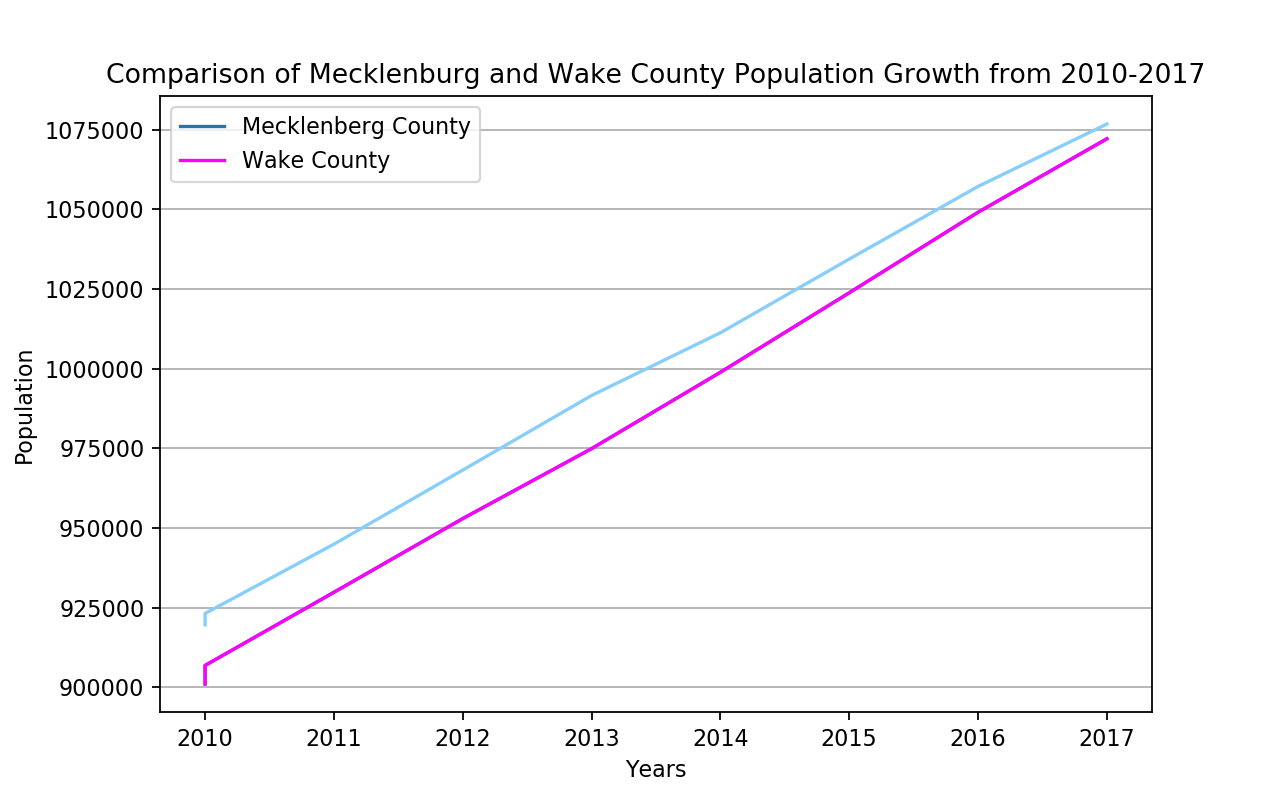 Comparison of Mecklenburg and Wake County Population Growth from 2010-2017
Mecklenberg County
Wake County
1075000
1050000
1025000
1000000
975000
950000
925000
900000
Population
2010 2011 2012 2013 2014 2015 2016 2017
Years